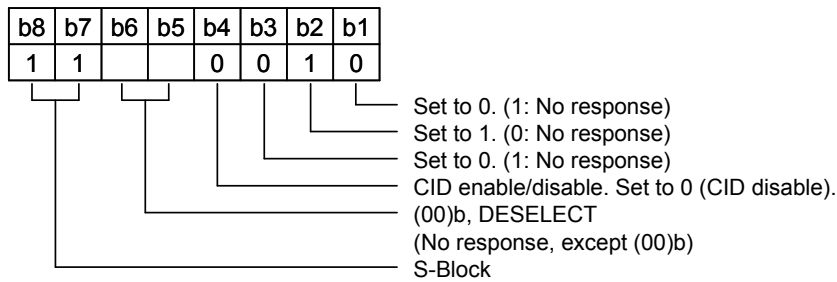 b8 b7 b6 b5 b4 b3 b2 b1
1 1 0 0 1 0
Set to 0. (1: No response)
Set to 1. (0: No response)
Set to 0. (1: No response)
CID enable/disable. Set to 0 (CID disable).
(00)b, DESELECT
(No response, except (00)b)
S-Block